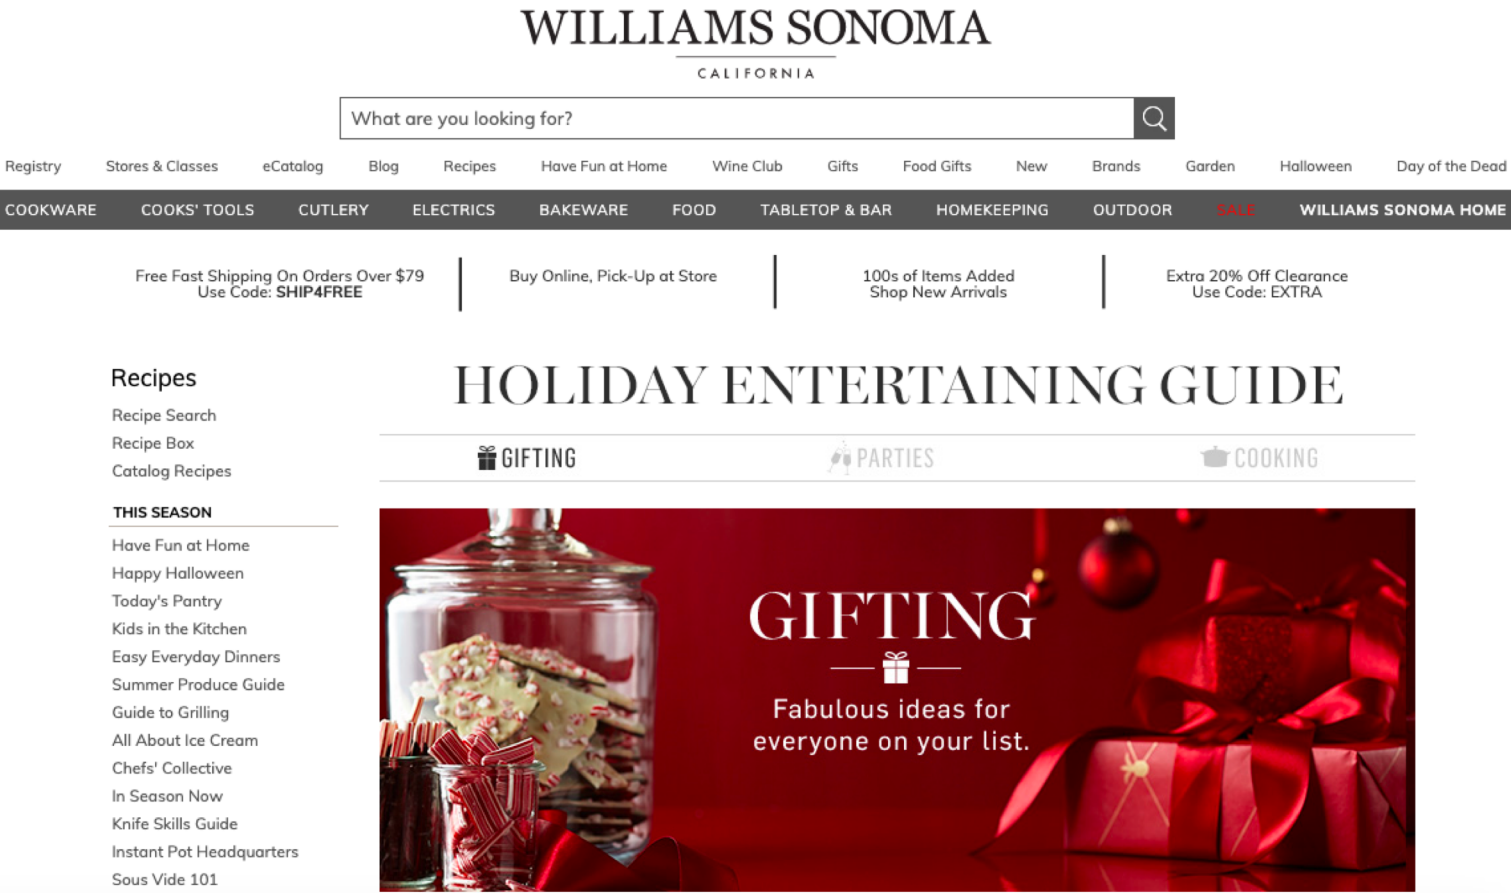 WILLIAMS SONOMA
CALIFORNIA
What are you looking for?
Registry Stores & Classes eCatalog Blog Recipes Have Fun at Home Wine Club Gifts Food Gifts New Brands Garden Halloween Day of the Dead
COOKWARE COOKS' TOOLS CUTLERY ELECTRICS BAKEWARE FOOD TABLETOP & BAR HOMEKEEPING OUTDOOR SALE WILLIAMS SONOMA HOME
Free Fast Shipping On Orders Over $79
Use Code: SHIP4FREE
Buy Online, Pick-Up at Store
100s of Items Added
Shop New Arrivals
Extra 20% Off Clearance
Use Code: EXTRA
Recipes
Recipe Search
Recipe Box
Catalog Recipes
THIS SEASON
Have Fun at Home
Happy Halloween
Today's Pantry
Kids in the Kitchen
Easy Everyday Dinners
Summer Produce Guide
Guide to Grilling
All About Ice Cream
Chefs' Collective
In Season Now
Knife Skills Guide
Instant Pot Headquarters
Sous Vide 101
HOLIDAY ENTERTAINING GUIDE
GIFTING PARTIES COOKING
GIFTING
Fabulous ideas for
everyone on your list.